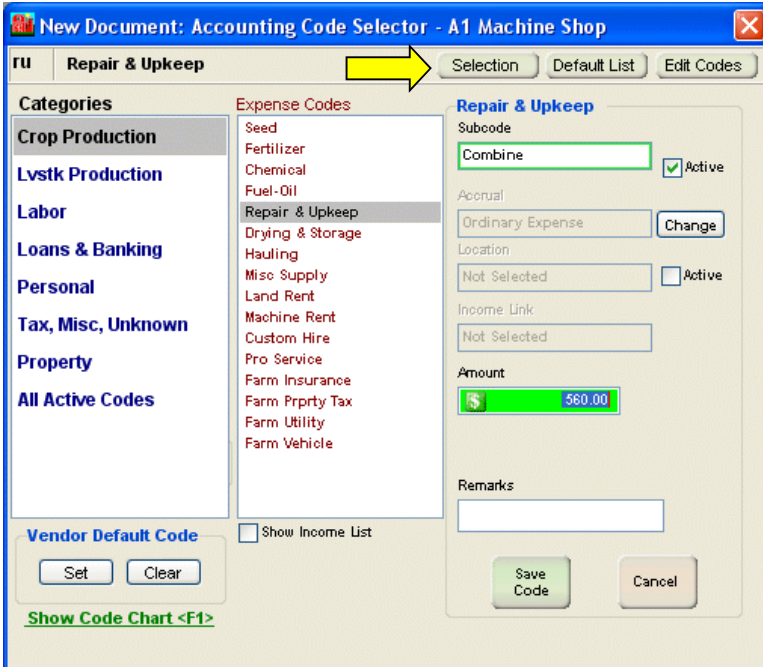 New Document: Accounting Code Selector - A1 Machine Shop
ru Repair & Upkeep Selection Default List Edit Codes
Categories
Crop Production
Lvstk Production
Labor
Loans & Banking
Personal
Tax, Misc, Unknown
Property
All Active Codes
Vendor Default Code
Set Clear
Show Code Chart <F1>
Expense Codes
Seed
Fertilizer
Chemical
Fuel-Oil
Repair & Upkeep
Drying & Storage
Hauling
Misc Supply
Land Rent
Machine Rent
Custom Hire
Pro Service
Farm Insurance
Farm Prprty Tax
Farm Utility
Farm Vehicle
Show Income List
Repair & Upkeep
Subcode
Combine Active
Accrual
Ordinary Expense Change
Location
Not Selected Active
Income Link
Not Selected
Amount
$ 560.00
Remarks
Save
Code
Cancel